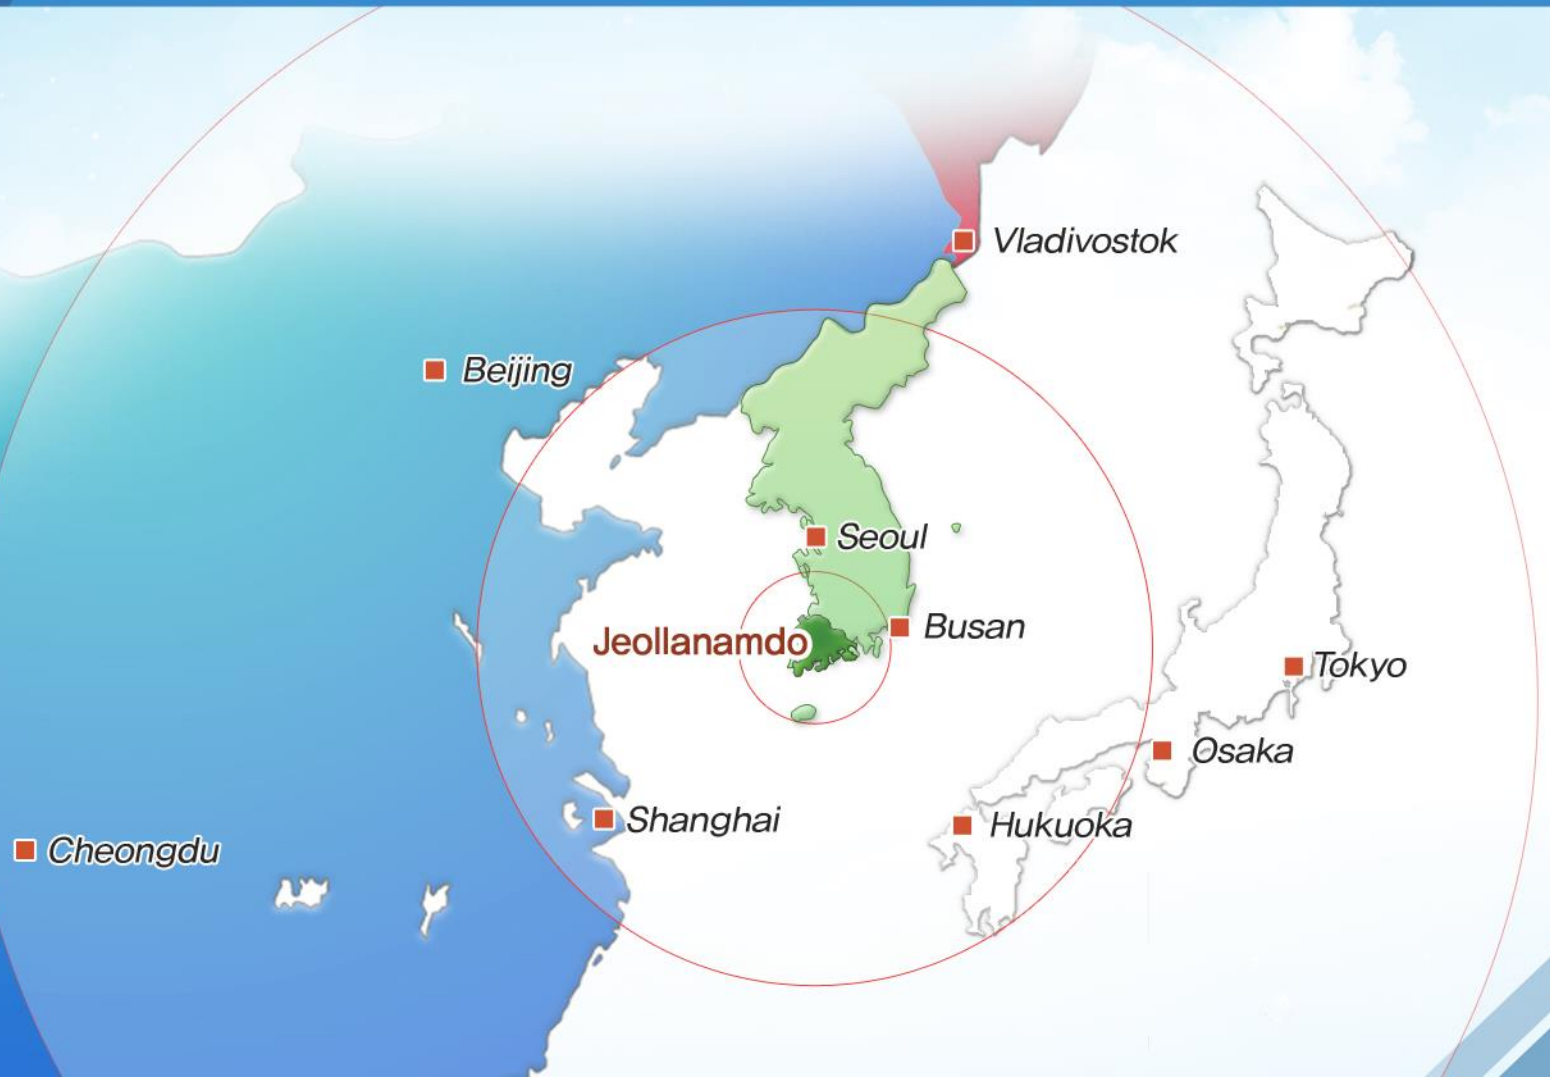 Vladivostok
Beijing
Seoul
Busan
Jeollanamdo
Tokyo
Osaka
Shanghai
Hukuoka
Cheongdu